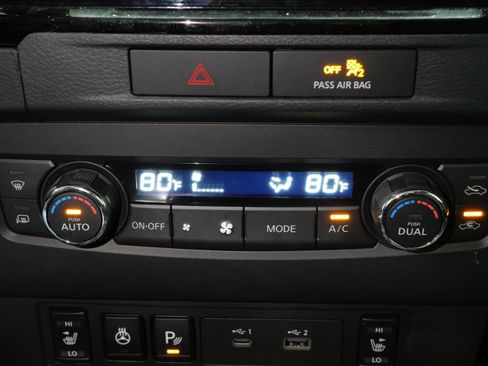 OFF 2
PASS AIR BAG
80°F 80°F
PUSH
AUTO
ON·OFF
MODE
A/C
PUSH
DUAL
HI
LO
P
1
2
HI
LO